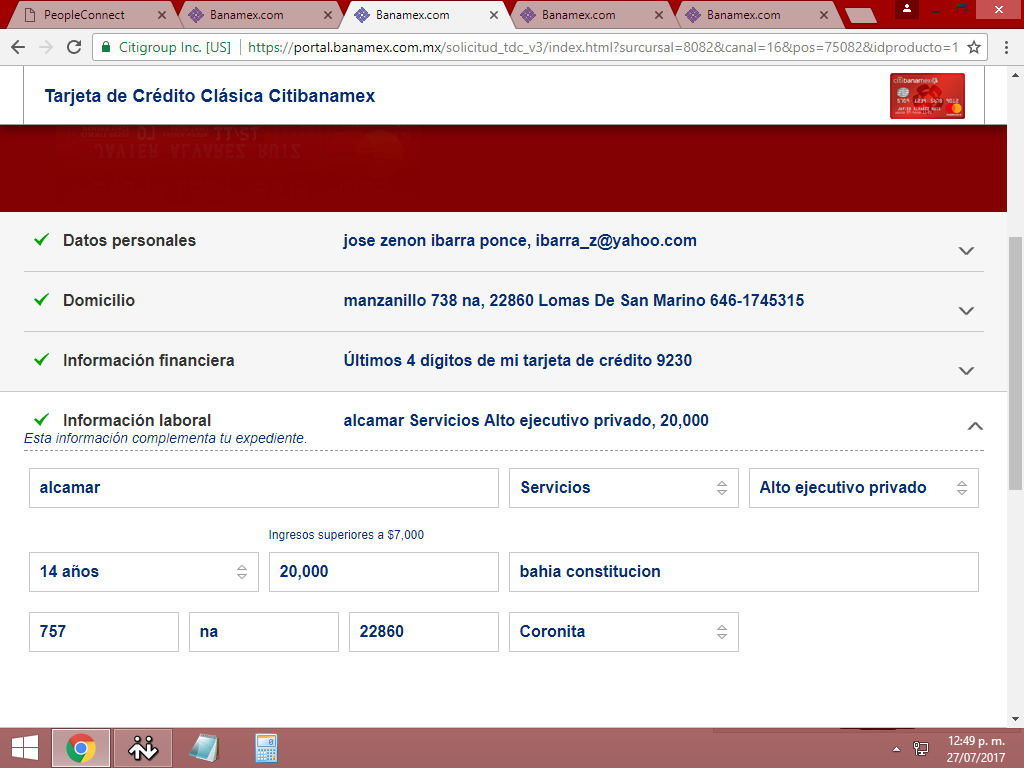 PeopleConnect
Banamex.com
Banamex.com
Banamex.com
Banamex.com
Citigroup Inc. [US]
https://portal.banamex.com.mx/solicitud_tdc_v3/index.html?surcursal=8082&canal=16&pos=75082&idproducto=1
Tarjeta de Crédito Clásica Citibanamex
citibanamex
JAVIER ALVAREZ RUIZ
Datos personales
jose zenon ibarra ponce, ibarra_z@yahoo.com
Domicilio
manzanillo 738 na, 22860 Lomas De San Marino 646-1745315
Información financiera
Últimos 4 dígitos de mi tarjeta de crédito 9230
Información laboral
alcamar Servicios Alto ejecutivo privado, 20,000
Esta información complementa tu expediente.
alcamar
Servicios
Alto ejecutivo privado
Ingresos superiores a $7,000
14 años
20,000
bahia constitucion
757
na
22860
Coronita
12:49 p. m.
27/07/2017